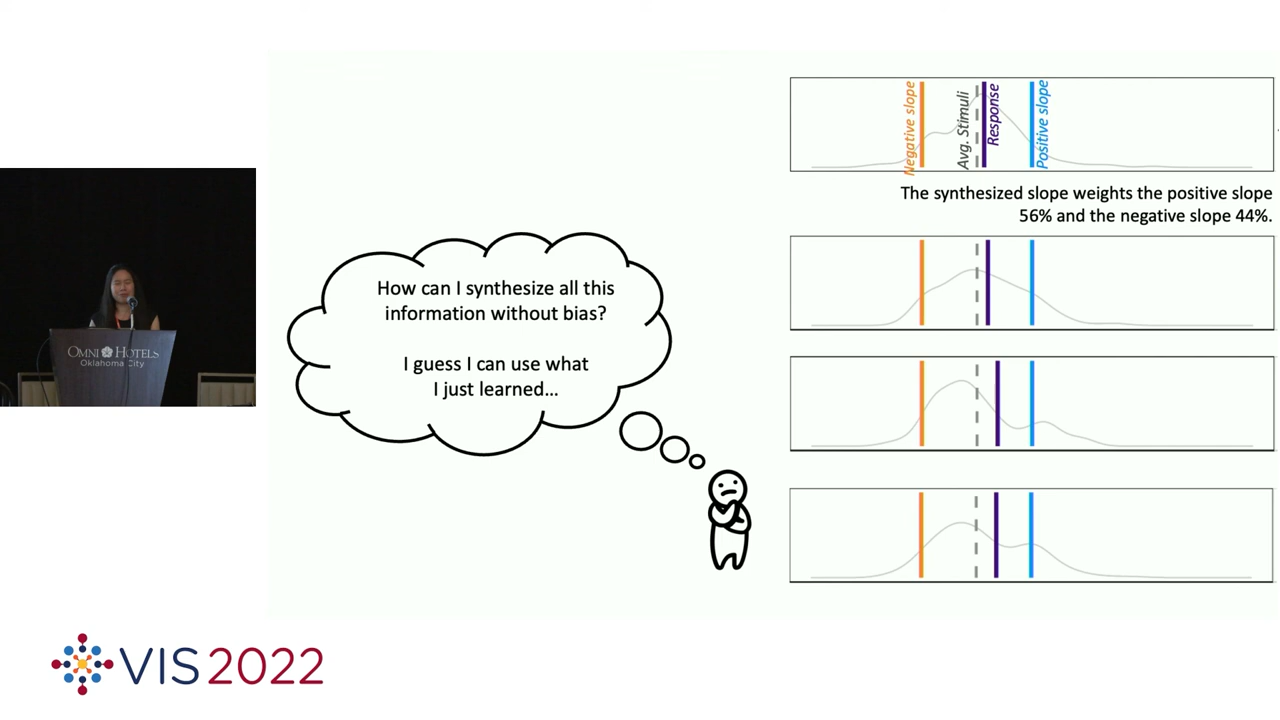 Negative slope
Avg. Stimuli
Response
Positive slope
The synthesized slope weights the positive slope
56% and the negative slope 44%.
How can I synthesize all this
information without bias?
I guess I can use what
I just learned...
OMNI HOTELS
Oklahoma City
VIS2022